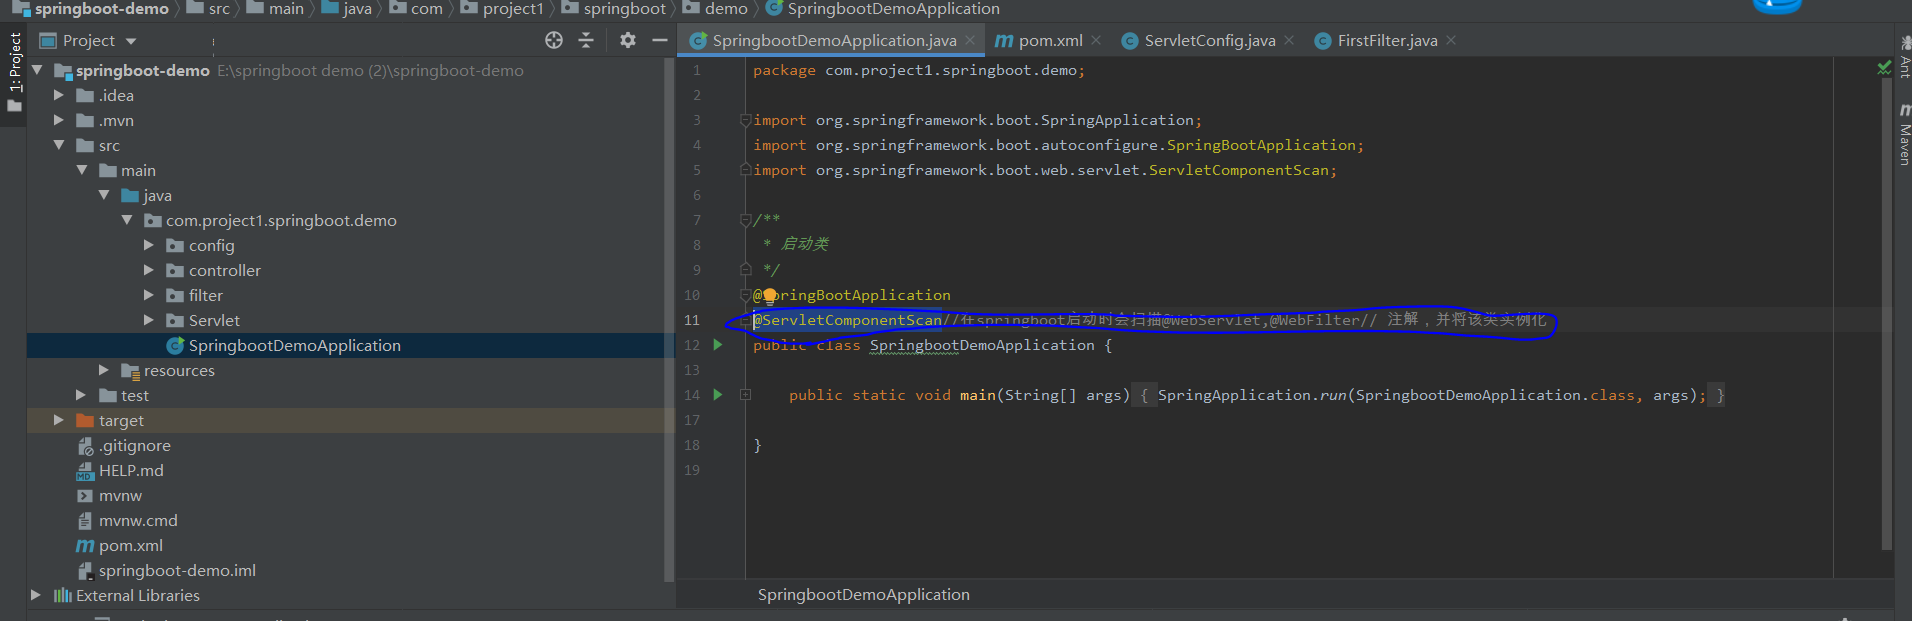 springboot-demo src main java com project1 springboot demo SpringbootDemoApplication
1: Project
Project
springboot-demo E:\springboot demo (2)\springboot-demo
.idea
.mvn
src
main
java
com.project1.springboot.demo
config
controller
filter
Servlet
SpringbootDemoApplication
resources
test
target
.gitignore
HELP.md
mvnw
mvnw.cmd
pom.xml
springboot-demo.iml
External Libraries
SpringbootDemoApplication.java pom.xml ServletConfig.java FirstFilter.java
1 package com.project1.springboot.demo;
2
3 import org.springframework.boot.SpringApplication;
4 import org.springframework.boot.autoconfigure.SpringBootApplication;
5 import org.springframework.boot.web.servlet.ServletComponentScan;
6
7 /**
8 * 启动类
9 */
10 @SpringBootApplication
11 @ServletComponentScan//在springboot启动时会扫描@WebServlet,@WebFilter// 注解，并将该类实例化
12 public class SpringbootDemoApplication {
13
14 public static void main(String[] args) { SpringApplication.run(SpringbootDemoApplication.class, args); }
17
18 }
19
SpringbootDemoApplication
Ant
Maven